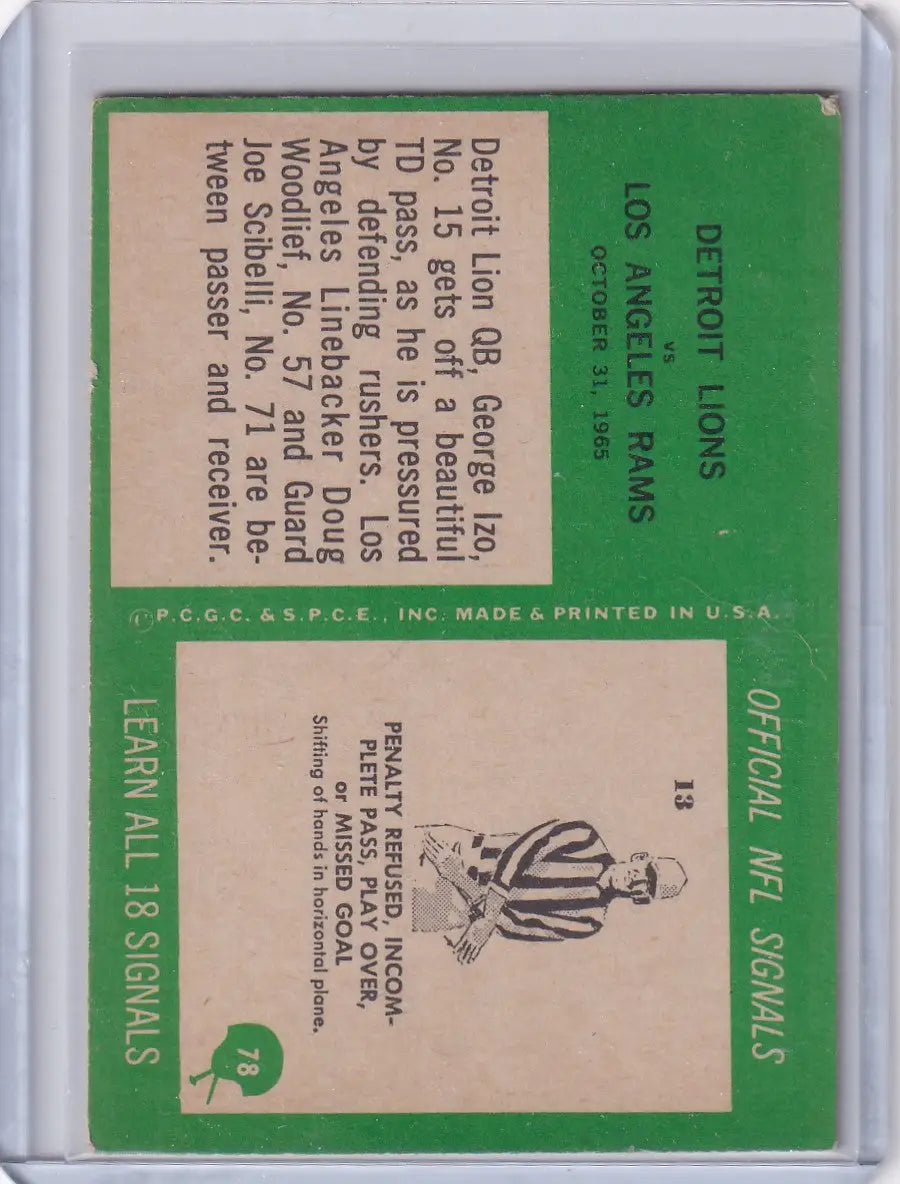 DETROIT LIONS
vs
LOS ANGELES RAMS
OCTOBER 31, 1965
Detroit Lion QB, George Izo,
No. 15 gets off a beautiful
TD pass, as he is pressured
by defending rushers. Los
Angeles Linebacker Doug
Woodlief, No. 57 and Guard
Joe Scibelli, No. 71 are be-
tween passer and receiver.
© P.C.G.C. & S.P.C.E., INC. MADE & PRINTED IN U.S.A.
OFFICIAL NFL SIGNALS
13
PENALTY REFUSED, INCOM-
PLETE PASS, PLAY OVER,
or MISSED GOAL
Shifting of hands in horizontal plane.
78
LEARN ALL 18 SIGNALS